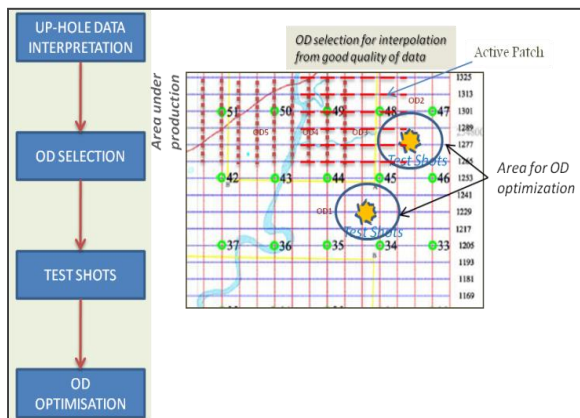 UP-HOLE DATA
INTERPRETATION
OD SELECTION
TEST SHOTS
OD
OPTIMISATION
Area under
production
OD selection for interpolation
from good quality of data
Active Patch
1325
1313
OD2
51 50 49 48 47 1301
OD5 OD4 OD3 1289
1277
Test Shots 1265
42 43 44 45 46 1253
1241
OD1 1229
Test Shots 1217
37 36 35 34 33 1205
1193
1181
1169
Area for OD
optimization